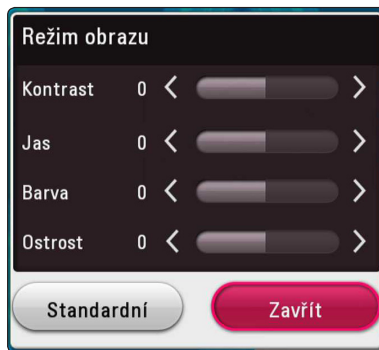 Režim obrazu
Kontrast 0
Jas 0
Barva 0
Ostrost 0
Standardní Zavřít